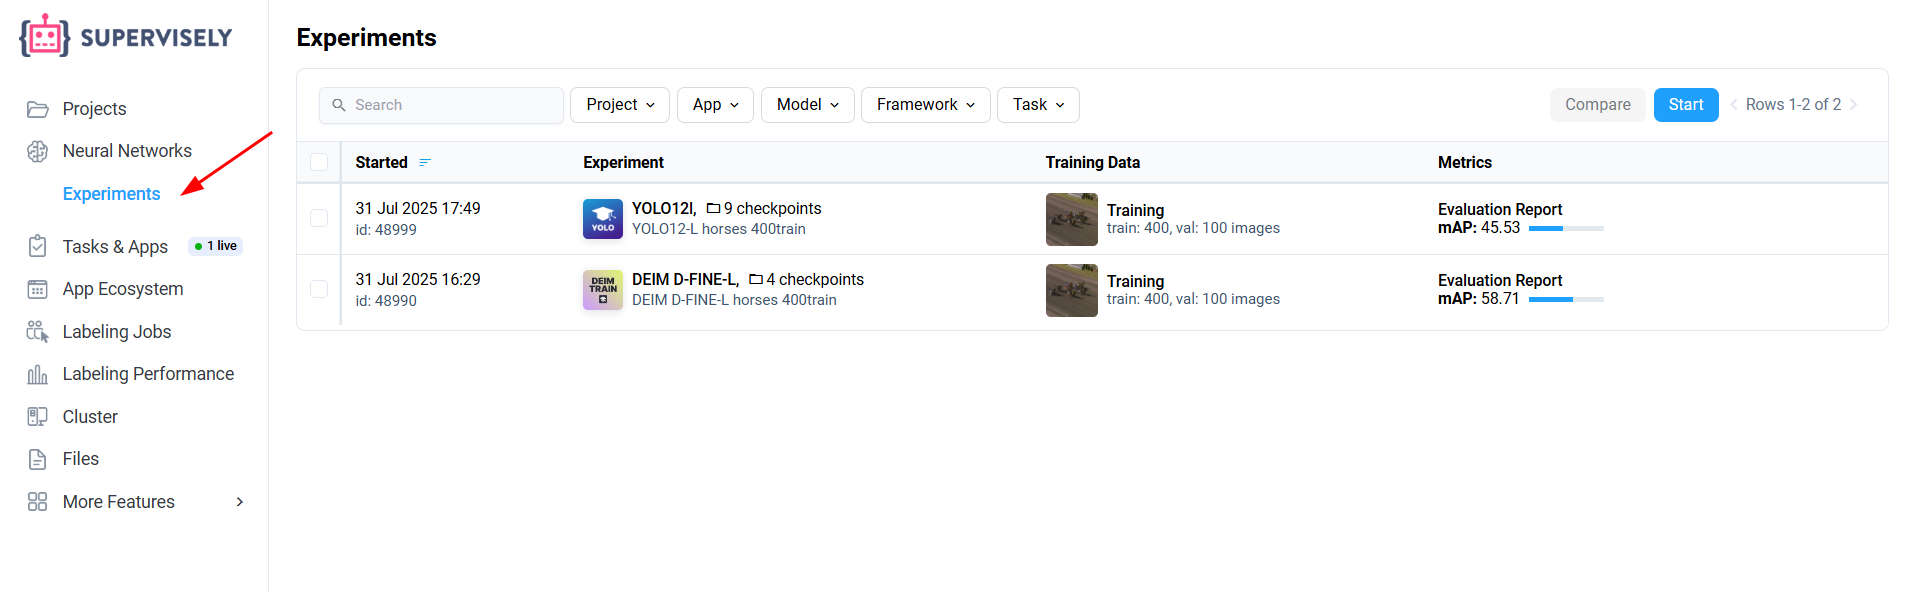 SUPERVISELY
Projects
Neural Networks
Experiments
Tasks & Apps 1 live
App Ecosystem
Labeling Jobs
Labeling Performance
Cluster
Files
More Features
Experiments
Search Project App Model Framework Task Compare Start Rows 1-2 of 2
Started Experiment Training Data Metrics
31 Jul 2025 17:49
id: 48999
YOLO
YOLO12l, 9 checkpoints
YOLO12-L horses 400train
Training
train: 400, val: 100 images
Evaluation Report
mAP: 45.53
31 Jul 2025 16:29
id: 48990
DEIM
TRAIN
DEIM D-FINE-L, 4 checkpoints
DEIM D-FINE-L horses 400train
Training
train: 400, val: 100 images
Evaluation Report
mAP: 58.71